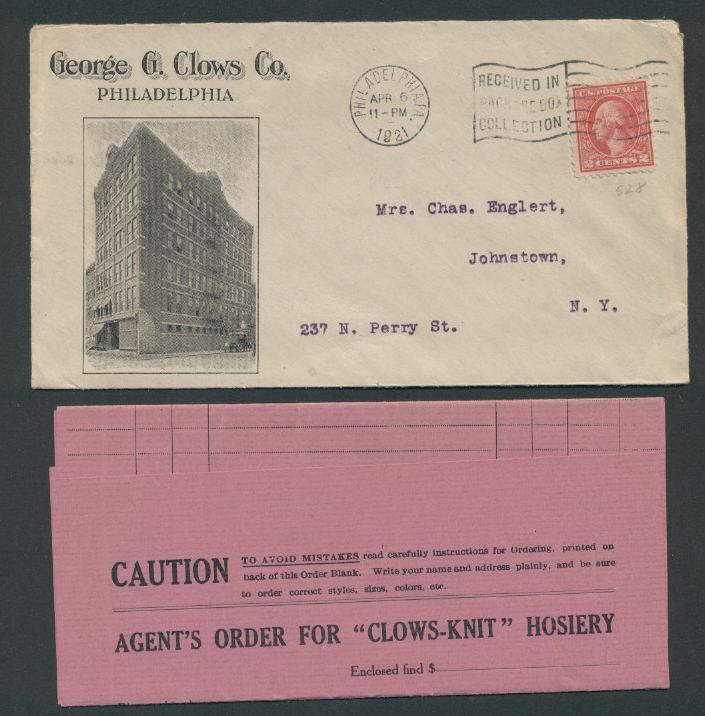 George G. Clows Co.
PHILADELPHIA
PHILADELPHIA, PA.
APR 6
11-PM
1921
RECEIVED IN
PACKAGE BOX
COLLECTION
U.S. POSTAGE
2 CENTS 2
528
Mrs. Chas. Englert,
Johnstown,
N. Y.
237 N. Perry St.
CAUTION
TO AVOID MISTAKES read carefully instructions for Ordering, printed on
back of this Order Blank. Write your name and address plainly, and be sure
to order correct styles, sizes, colors, etc.
AGENT'S ORDER FOR "CLOWS-KNIT" HOSIERY
Enclosed find $